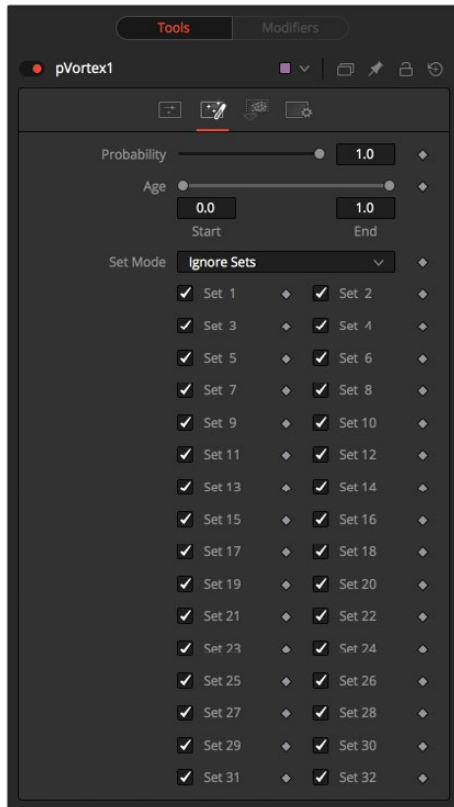 Tools Modifiers
pVortex1
Probability 1.0
Age
0.0 1.0
Start End
Set Mode Ignore Sets
Set 1 Set 2
Set 3 Set 4
Set 5 Set 6
Set 7 Set 8
Set 9 Set 10
Set 11 Set 12
Set 13 Set 14
Set 15 Set 16
Set 17 Set 18
Set 19 Set 20
Set 21 Set 22
Set 23 Set 24
Set 25 Set 26
Set 27 Set 28
Set 29 Set 30
Set 31 Set 32